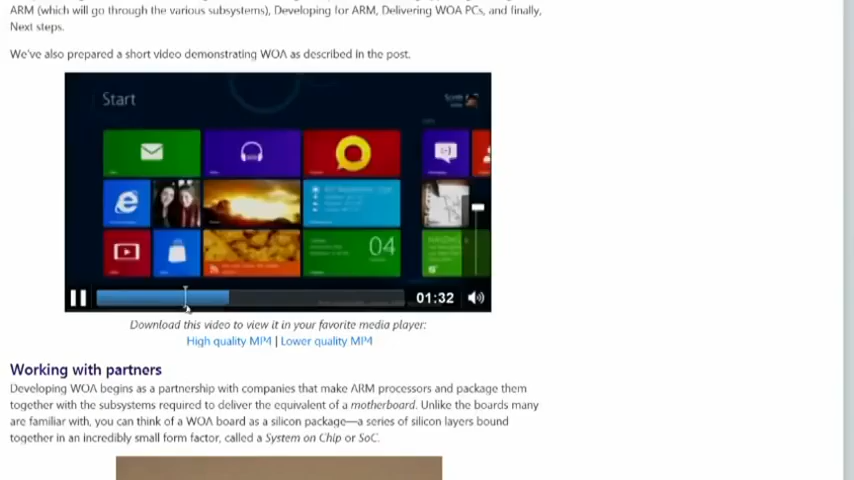 ARM (which will go through the various subsystems), Developing for ARM, Delivering WOA PCs, and finally,
Next steps.
We've also prepared a short video demonstrating WOA as described in the post.
Start
04
01:32
Download this video to view it in your favorite media player:
High quality MP4 | Lower quality MP4
Working with partners
Developing WOA begins as a partnership with companies that make ARM processors and package them
together with the subsystems required to deliver the equivalent of a motherboard. Unlike the boards many
are familiar with, you can think of a WOA board as a silicon package—a series of silicon layers bound
together in an incredibly small form factor, called a System on Chip or SoC.